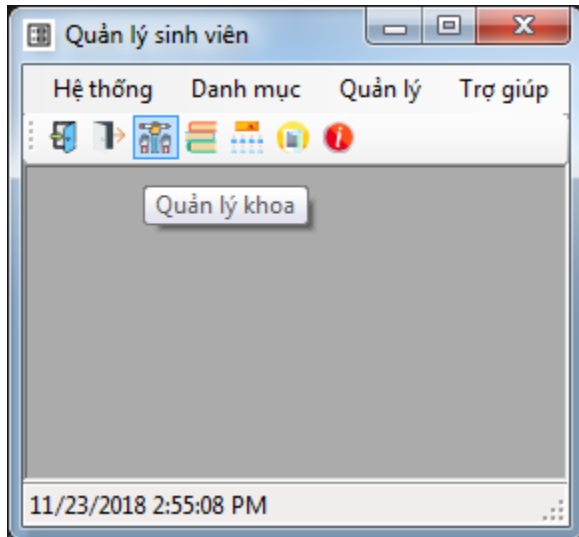 Quản lý sinh viên
Hệ thống Danh mục Quản lý Trợ giúp
Quản lý khoa
11/23/2018 2:55:08 PM